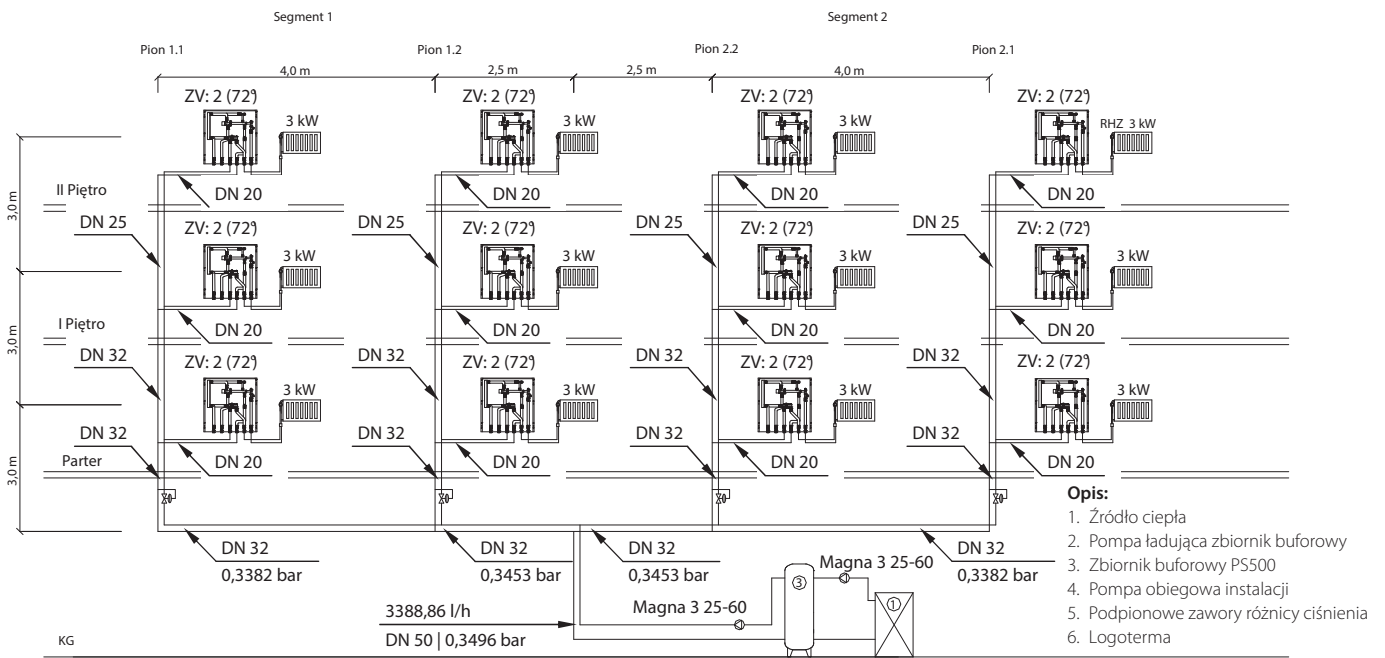 Segment 1 Segment 2
Pion 1.1 Pion 1.2 Pion 2.2 Pion 2.1
4,0 m 2,5 m 2,5 m 4,0 m
ZV: 2 (72°) ZV: 2 (72°) ZV: 2 (72°) ZV: 2 (72°)
3 kW 3 kW 3 kW RHZ 3 kW
3,0 m
II Piętro DN 20 DN 20 DN 20 DN 20
DN 25 DN 25 DN 25 DN 25
ZV: 2 (72°) ZV: 2 (72°) ZV: 2 (72°) ZV: 2 (72°)
3 kW 3 kW 3 kW 3 kW
3,0 m
I Piętro DN 20 DN 20 DN 20 DN 20
DN 32 DN 32 DN 32 DN 32
ZV: 2 (72°) ZV: 2 (72°) ZV: 2 (72°) ZV: 2 (72°)
3 kW 3 kW 3 kW 3 kW
DN 32 DN 32 DN 32 DN 32
3,0 m
Parter DN 20 DN 20 DN 20 DN 20
DN 32 DN 32 DN 32 DN 32
0,3382 bar 0,3453 bar 0,3453 bar 0,3382 bar
Magna 3 25-60
3
1
3388,86 l/h Magna 3 25-60
DN 50 | 0,3496 bar
KG
Opis:
1. Źródło ciepła
2. Pompa ładująca zbiornik buforowy
3. Zbiornik buforowy PS500
4. Pompa obiegowa instalacji
5. Podpionowe zawory różnicy ciśnienia
6. Logoterma